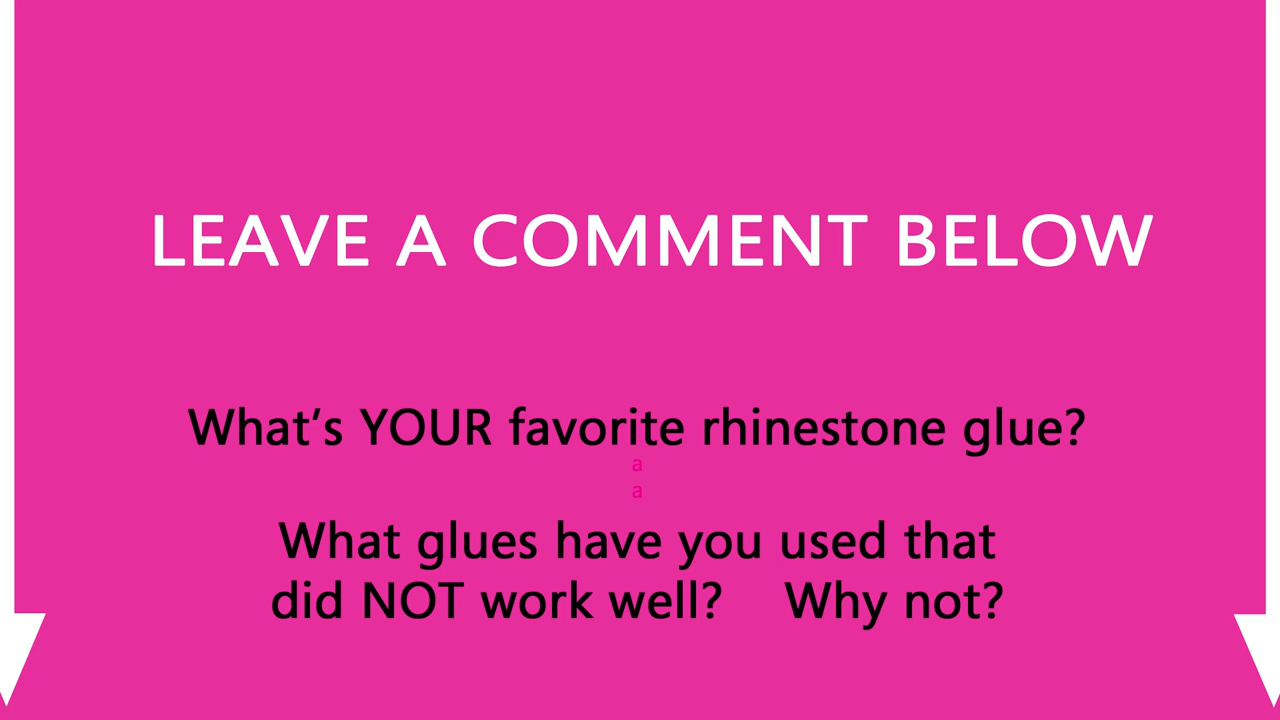 LEAVE A COMMENT BELOW
What’s YOUR favorite rhinestone glue?
a
a
What glues have you used that
did NOT work well? Why not?